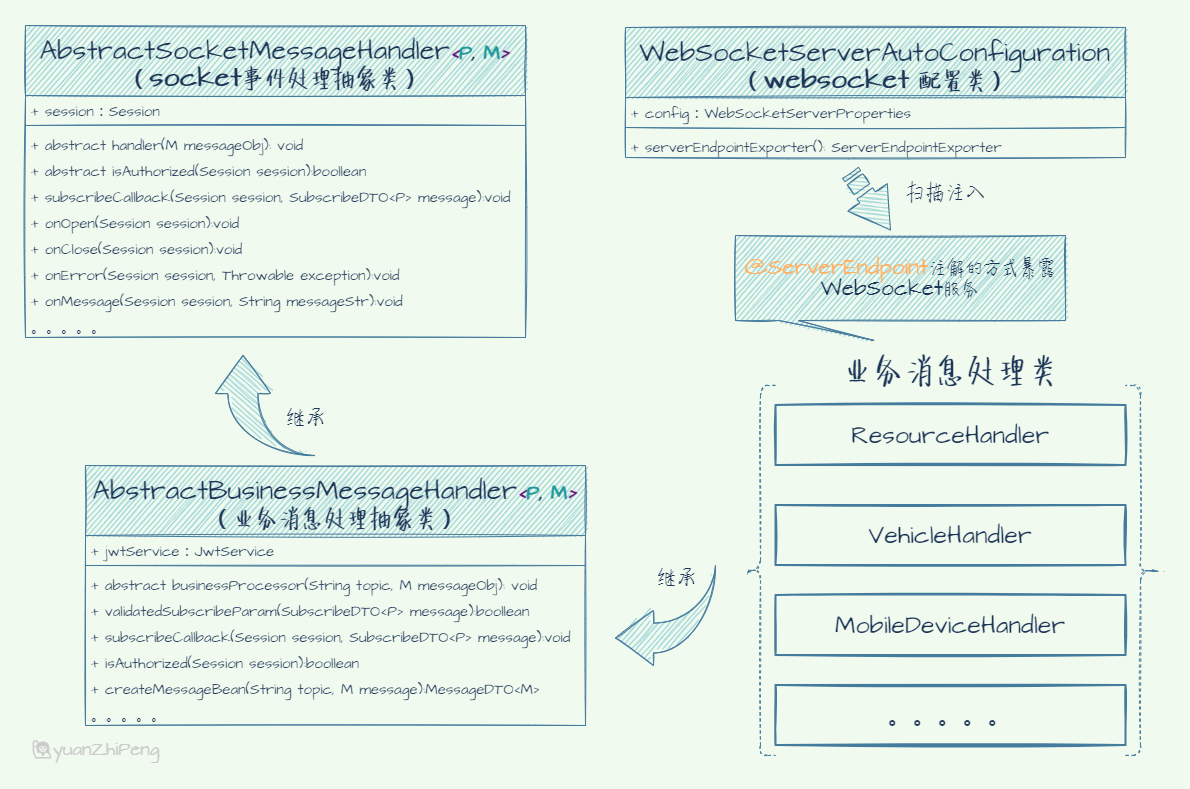 AbstractSocketMessageHandler<P, M>
(socket事件处理抽象类)
+ session:Session
+ abstract handler(M messageObj): void
+ abstract isAuthorized(Session session):boollean
+ subscribeCallback(Session session, SubscribeDTO<P> message):void
+ onOpen(Session session):void
+ onClose(Session session):void
+ onError(Session session, Throwable exception):void
+ onMessage(Session session, String messageStr):void
。。。。。
继承
AbstractBusinessMessageHandler<P, M>
(业务消息处理抽象类)
+ jwtService:JwtService
+ abstract businessProcessor(String topic, M messageObj): void
+ validatedSubscribeParam(SubscribeDTO<P> message):boolean
+ subscribeCallback(Session session, SubscribeDTO<P> message):void
+ isAuthorized(Session session):boollean
+ createMessageBean(String topic, M message):MessageDTO<M>
。。。。。
yuanZhiPeng
WebSocketServerAutoConfiguration
(websocket 配置类)
+ config:WebSocketServerProperties
+ serverEndpointExporter(): ServerEndpointExporter
扫描注入
@ServerEndpoint注解的方式暴露
WebSocket服务
业务消息处理类
ResourceHandler
VehicleHandler
MobileDeviceHandler
。。。。。
继承